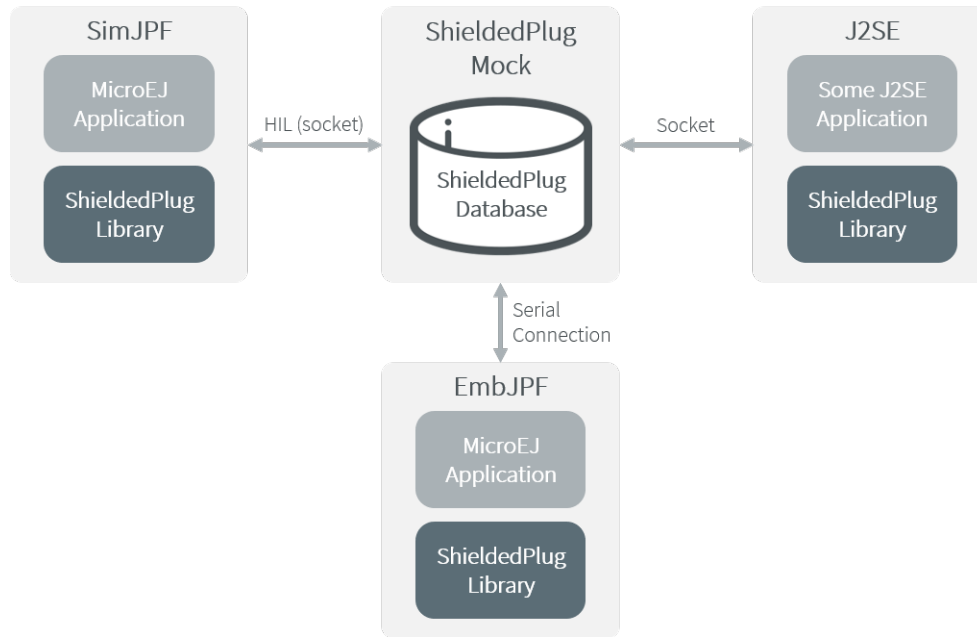 SimJPF
MicroEJ
Application
ShieldedPlug
Library
HIL (socket)
ShieldedPlug
Mock
ShieldedPlug
Database
Socket
J2SE
Some J2SE
Application
ShieldedPlug
Library
Serial
Connection
EmbJPF
MicroEJ
Application
ShieldedPlug
Library